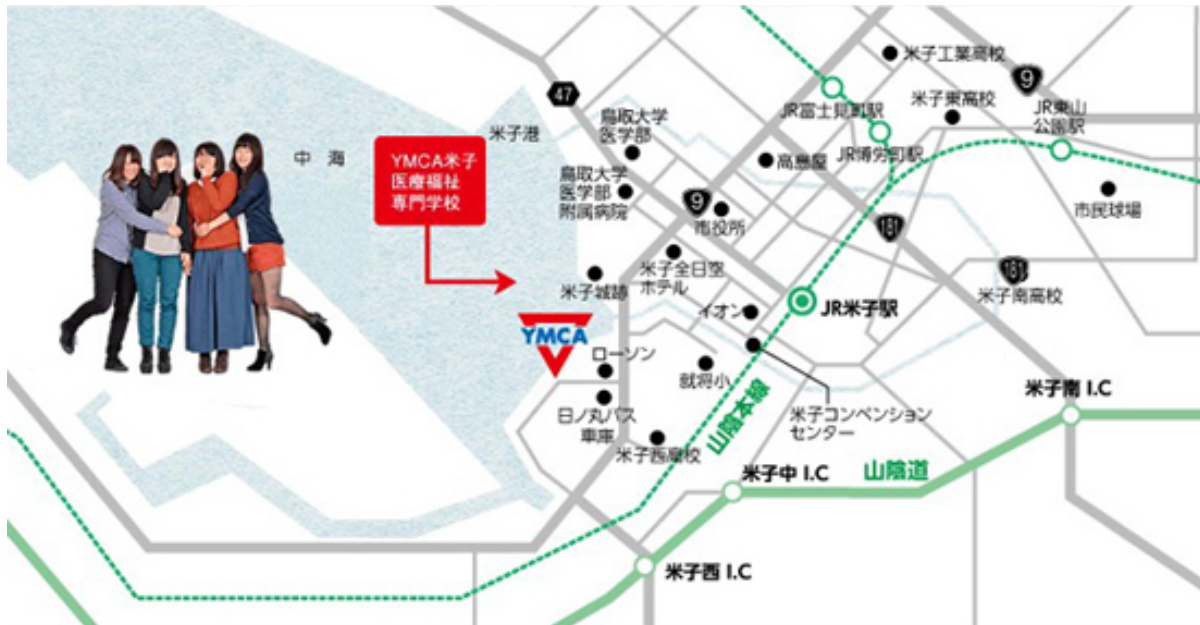 米子工業高校
9
JR富士見町駅
米子東高校
JR東山
公園駅
47
米子港
鳥取大学
医学部
JR博労町駅
中海
YMCA米子
医療福祉
専門学校
高島屋
鳥取大学
医学部
附属病院
9
市役所
市民球場
181
米子全日空
ホテル
米子城跡
181
米子南高校
イオン
JR米子駅
YMCA
ローソン
就将小
日ノ丸バス
車庫
米子コンベンション
センター
米子南 I.C
山陰本線
米子西高校
米子中 I.C
山陰道
米子西 I.C